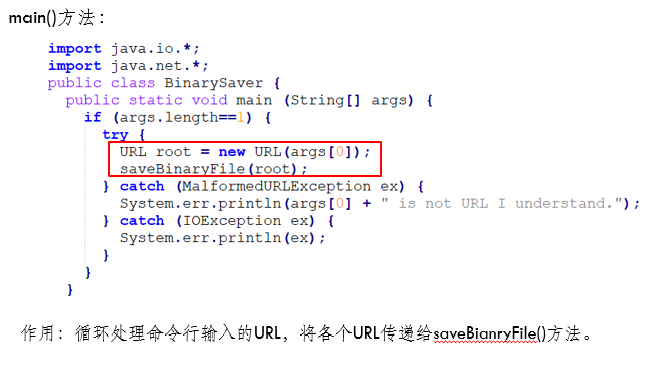 main()方法：
import java.io.*;
import java.net.*;
public class BinarySaver {
public static void main (String[] args) {
if (args.length==1) {
try {
URL root = new URL(args[0]);
saveBinaryFile(root);
} catch (MalformedURLException ex) {
System.err.println(args[0] + " is not URL I understand.");
} catch (IOException ex) {
System.err.println(ex);
}
}
}
作用：循环处理命令行输入的URL，将各个URL传递给saveBianryFile()方法。